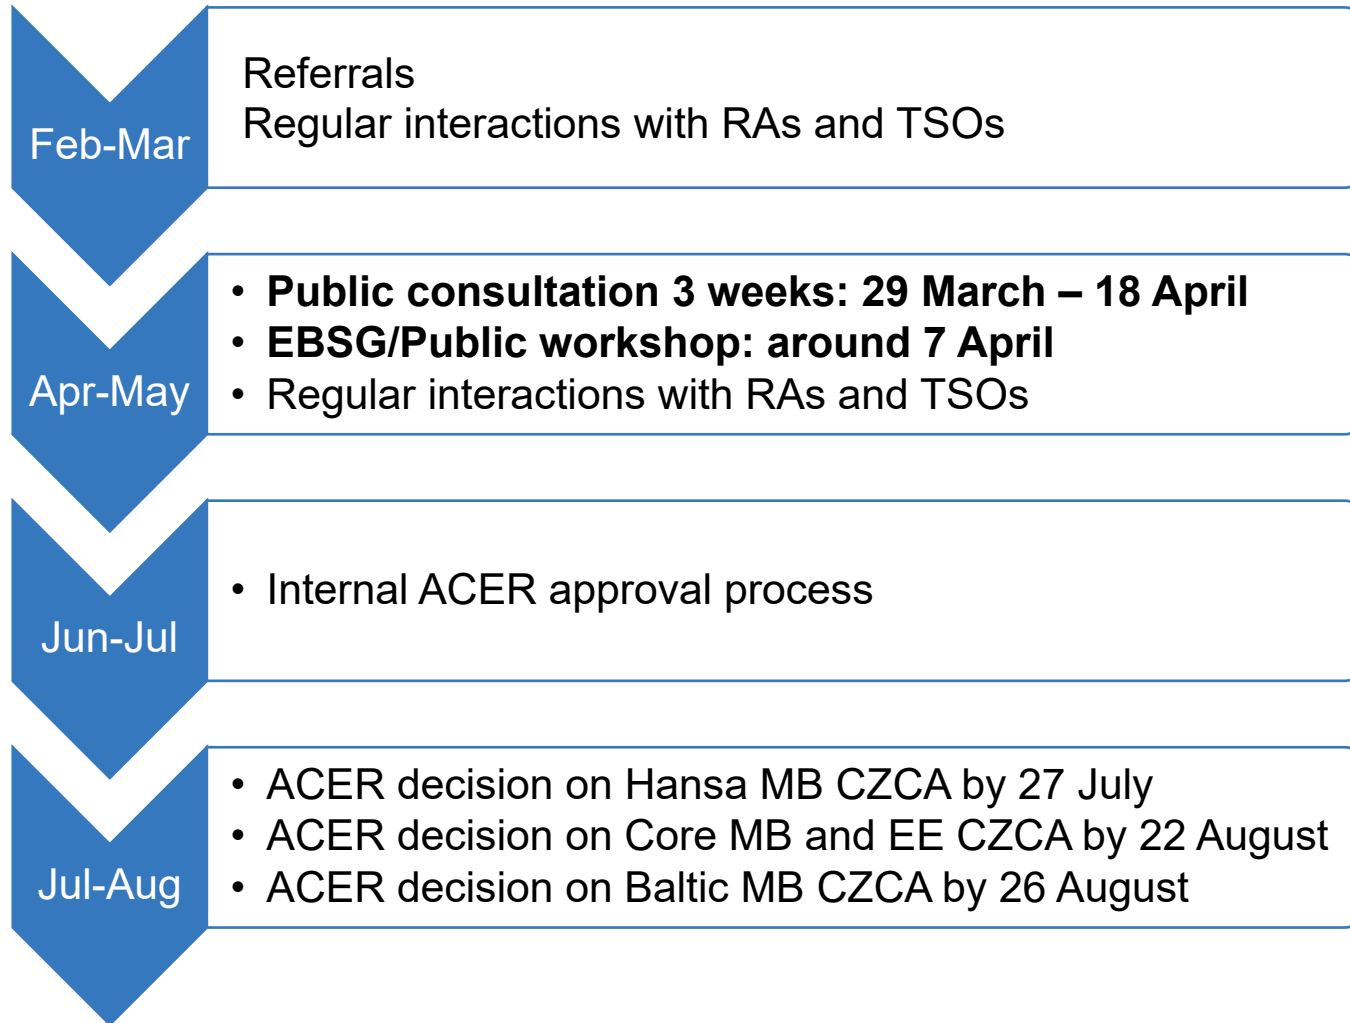 Feb-Mar
Referrals
Regular interactions with RAs and TSOs
Apr-May
• Public consultation 3 weeks: 29 March – 18 April
• EBSG/Public workshop: around 7 April
• Regular interactions with RAs and TSOs
Jun-Jul
• Internal ACER approval process
Jul-Aug
• ACER decision on Hansa MB CZCA by 27 July
• ACER decision on Core MB and EE CZCA by 22 August
• ACER decision on Baltic MB CZCA by 26 August